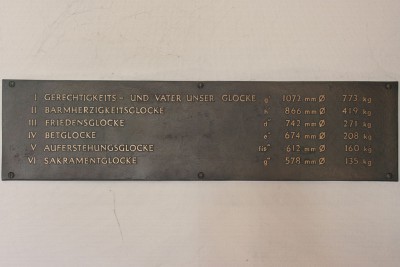 I GERECHTIGKEITS- UND VATER-UNSER GLOCKE g' 1073 mm Ø 773 kg
II BARMHERZIGKEITSGLOCKE h' 866 mm Ø 419 kg
III FRIEDENSGLOCKE d" 742 mm Ø 271 kg
IV BETGLOCKE e" 674 mm Ø 208 kg
V AUFERSTEHUNGSGLOCKE fis" 612 mm Ø 160 kg
VI SAKRAMENTGLOCKE g" 578 mm Ø 135 kg